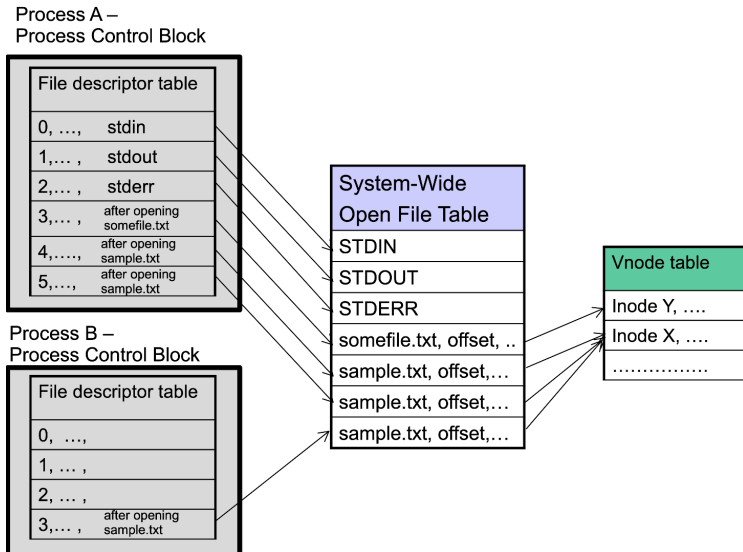 Process A –
Process Control Block
File descriptor table
0, …, stdin
1,… , stdout
2,… , stderr
3,… , after opening
somefile.txt
4,…., after opening
sample.txt
5,…, after opening
sample.txt
Process B –
Process Control Block
File descriptor table
0, …,
1, … ,
2, … ,
3,… , after opening
sample.txt
System-Wide
Open File Table
STDIN
STDOUT
STDERR
somefile.txt, offset, ..
sample.txt, offset,…
sample.txt, offset,…
sample.txt, offset,…
Vnode table
Inode Y, ….
Inode X, ….
…………….